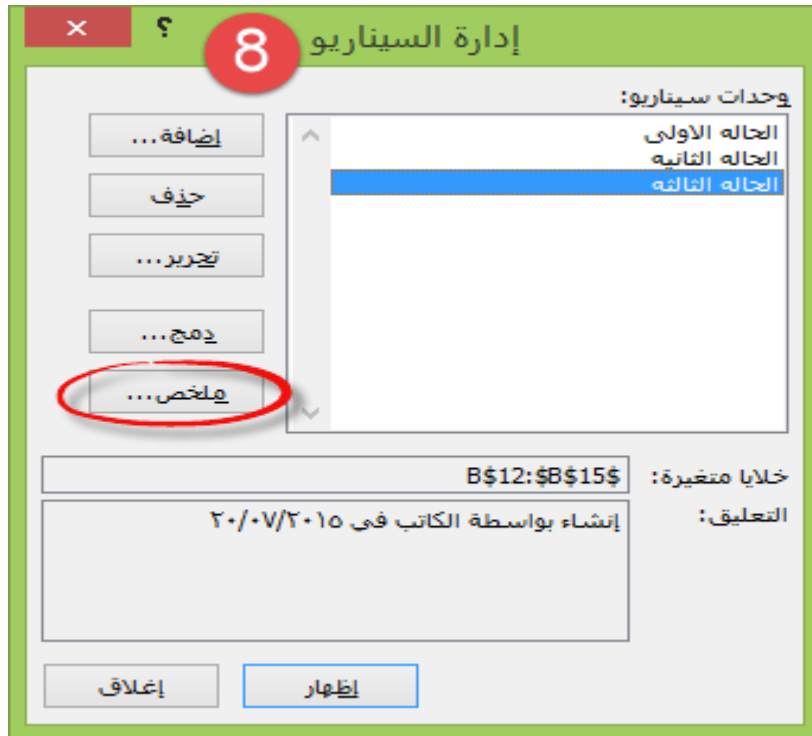 إدارة السيناريو
8
؟
وحدات سيناريو:
الحاله الاولى
الحاله الثانيه
الحاله الثالثه
إضافة...
حذف
تحرير...
دمج...
ملخص...
خلايا متغيرة:
B$12:$B$15$
التعليق:
إنشاء بواسطة الكاتب في ٢٠/٠٧/٢٠١٥
إظهار
إغلاق